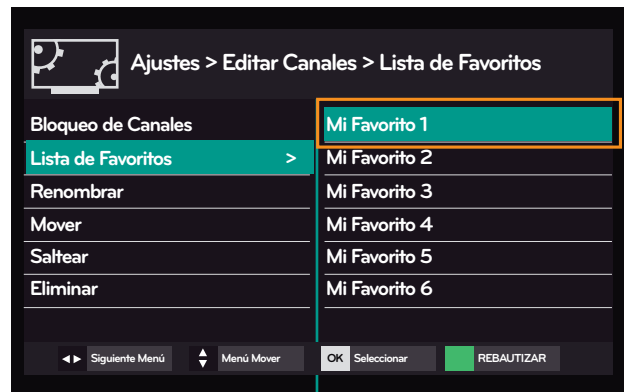 Ajustes > Editar Canales > Lista de Favoritos
Bloqueo de Canales
Lista de Favoritos >
Renombrar
Mover
Saltear
Eliminar
Mi Favorito 1
Mi Favorito 2
Mi Favorito 3
Mi Favorito 4
Mi Favorito 5
Mi Favorito 6
Siguiente Menú Menú Mover OK Seleccionar REBAUTIZAR